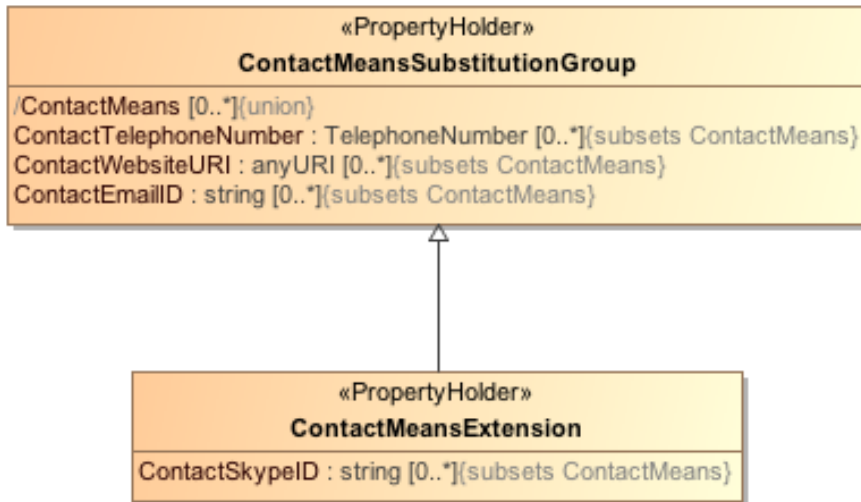 «PropertyHolder»
ContactMeansSubstitutionGroup
/ContactMeans [0..*]{union}
ContactTelephoneNumber : TelephoneNumber [0..*]{subsets ContactMeans}
ContactWebsiteURI : anyURI [0..*]{subsets ContactMeans}
ContactEmailID : string [0..*]{subsets ContactMeans}
«PropertyHolder»
ContactMeansExtension
ContactSkypeID : string [0..*]{subsets ContactMeans}